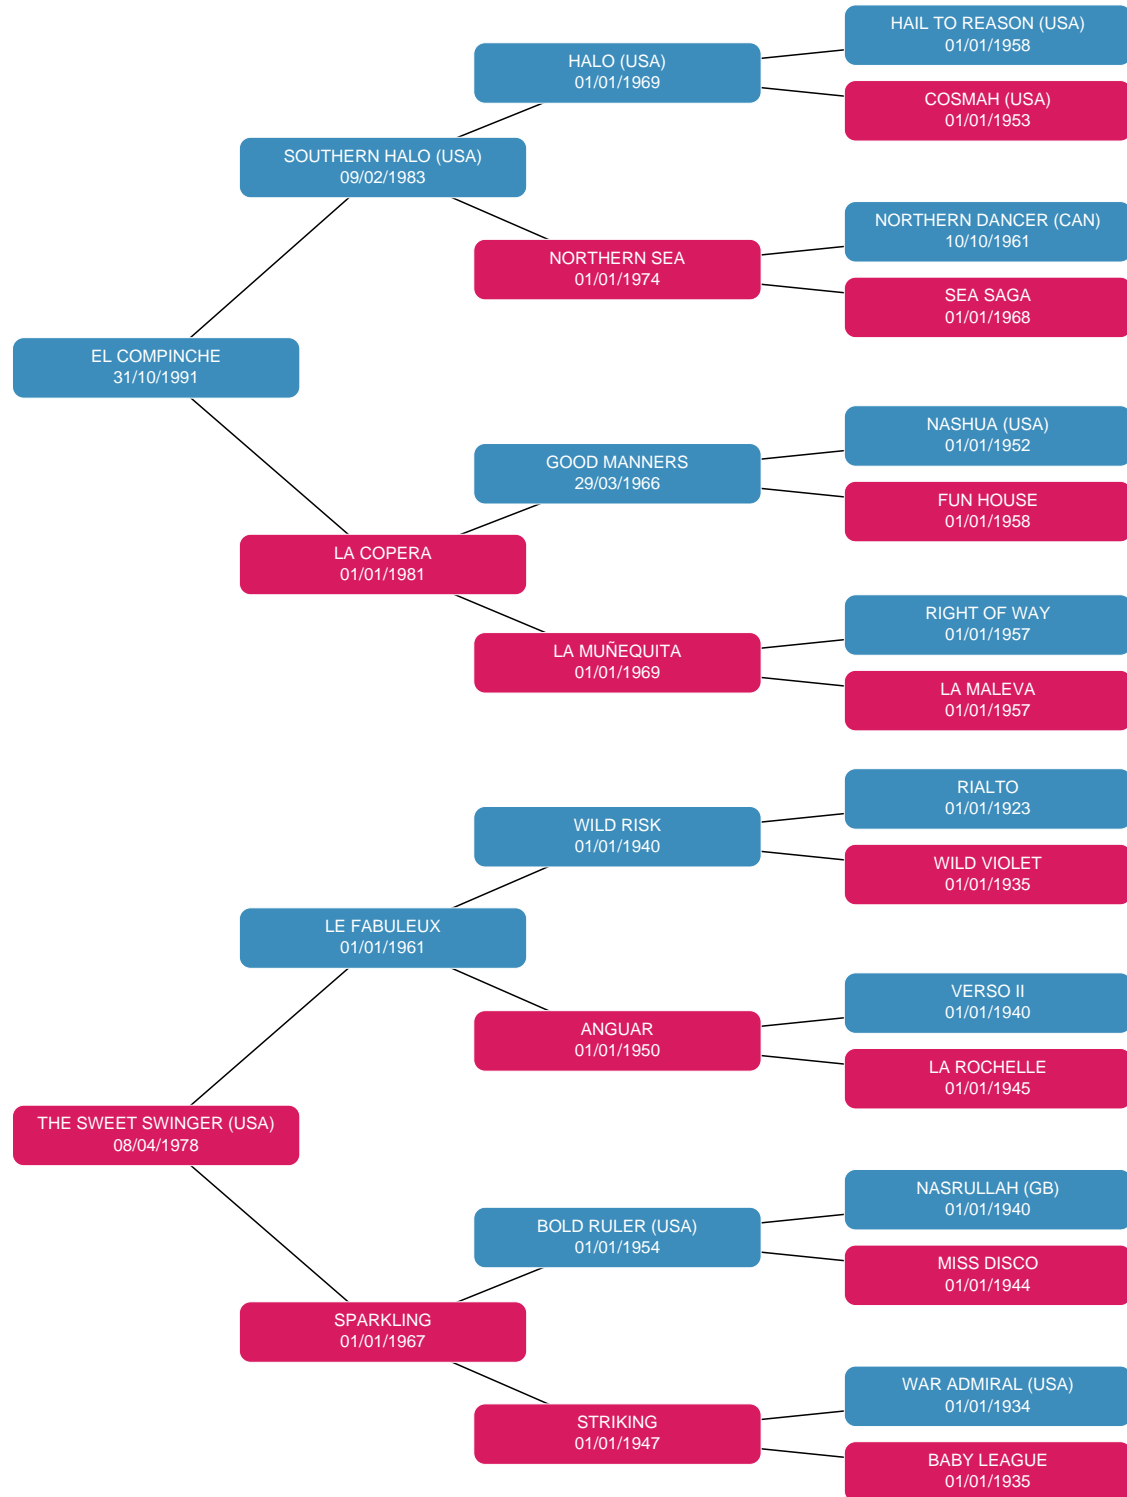 HAIL TO REASON (USA)
01/01/1958
HALO (USA)
01/01/1969
COSMAH (USA)
01/01/1953
SOUTHERN HALO (USA)
09/02/1983
NORTHERN DANCER (CAN)
10/10/1961
NORTHERN SEA
01/01/1974
SEA SAGA
01/01/1968
EL COMPINCHE
31/10/1991
NASHUA (USA)
01/01/1952
GOOD MANNERS
29/03/1966
FUN HOUSE
01/01/1958
LA COPERA
01/01/1981
RIGHT OF WAY
01/01/1957
LA MUÑEQUITA
01/01/1969
LA MALEVA
01/01/1957
RIALTO
01/01/1923
WILD RISK
01/01/1940
WILD VIOLET
01/01/1935
LE FABULEUX
01/01/1961
VERSO II
01/01/1940
ANGUAR
01/01/1950
LA ROCHELLE
01/01/1945
THE SWEET SWINGER (USA)
08/04/1978
NASRULLAH (GB)
01/01/1940
BOLD RULER (USA)
01/01/1954
MISS DISCO
01/01/1944
SPARKLING
01/01/1967
WAR ADMIRAL (USA)
01/01/1934
STRIKING
01/01/1947
BABY LEAGUE
01/01/1935